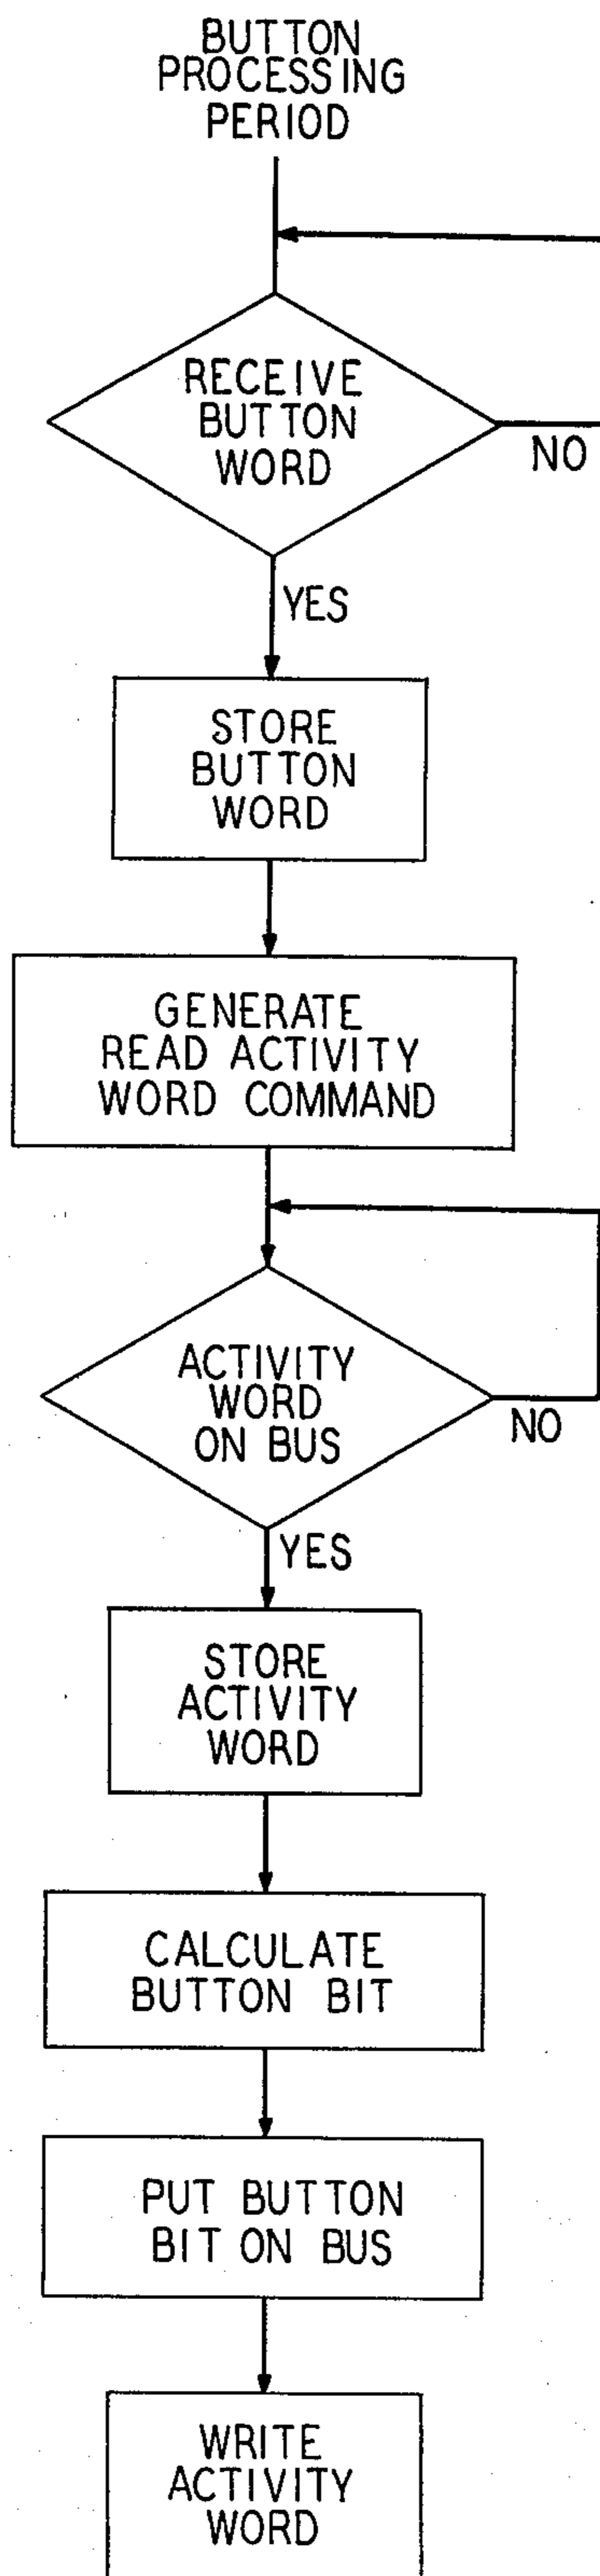 BUTTON
PROCESSING
PERIOD
RECEIVE
BUTTON
WORD
NO
YES
STORE
BUTTON
WORD
GENERATE
READ ACTIVITY
WORD COMMAND
ACTIVITY
WORD
ON BUS
NO
YES
STORE
ACTIVITY
WORD
CALCULATE
BUTTON BIT
PUT BUTTON
BIT ON BUS
WRITE
ACTIVITY
WORD